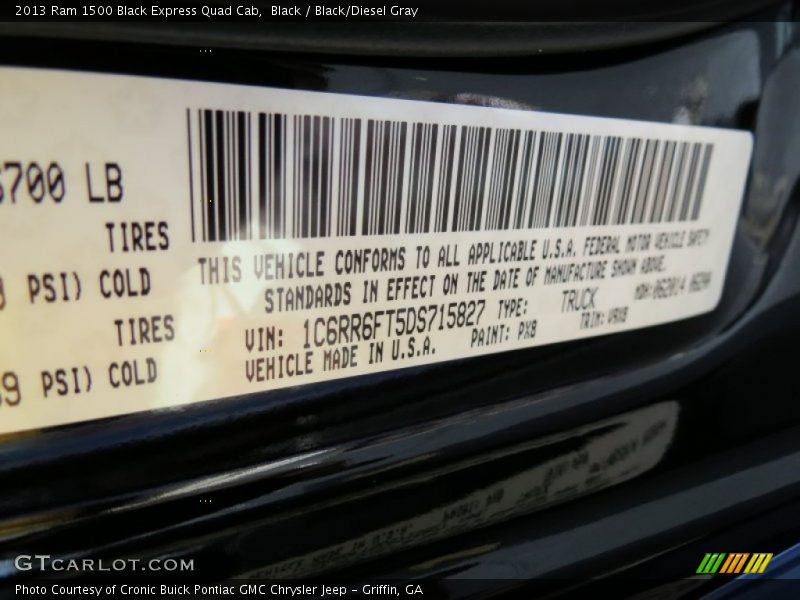 2013 Ram 1500 Black Express Quad Cab,  Black / Black/Diesel Gray
700 LB
TIRES
PSI) COLD
TIRES
PSI) COLD
THIS VEHICLE CONFORMS TO ALL APPLICABLE U.S.A. FEDERAL MOTOR VEHICLE SAFETY
STANDARDS IN EFFECT ON THE DATE OF MANUFACTURE SHOWN ABOVE.
VIN: 1C6RR6FT5DS715827 TYPE: TRUCK
VEHICLE MADE IN U.S.A. PAINT: PX8 TRIM: V9X8
GTCARLOT.COM
Photo Courtesy of Cronic Buick Pontiac GMC Chrysler Jeep - Griffin, GA